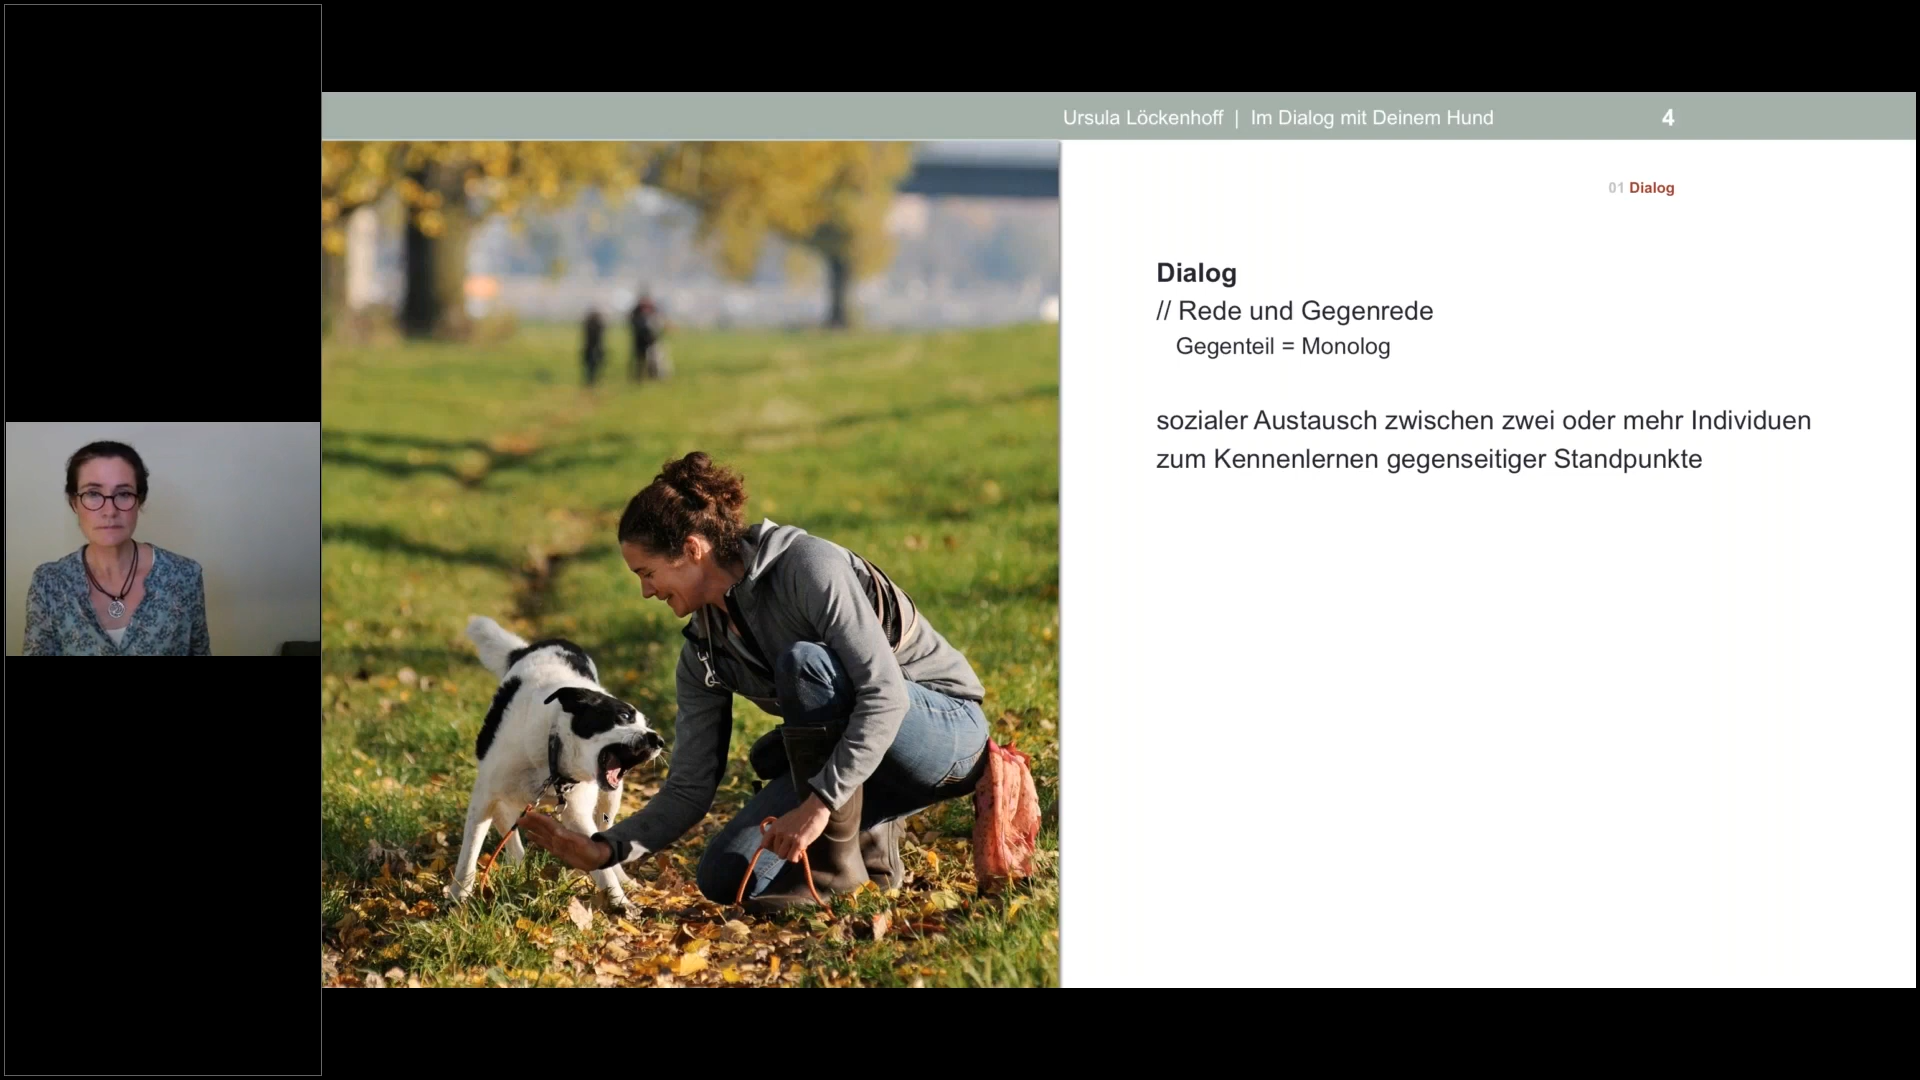 Ursula Löckenhoff | Im Dialog mit Deinem Hund 4
01 Dialog
Dialog
// Rede und Gegenrede
Gegenteil = Monolog
sozialer Austausch zwischen zwei oder mehr Individuen
zum Kennenlernen gegenseitiger Standpunkte